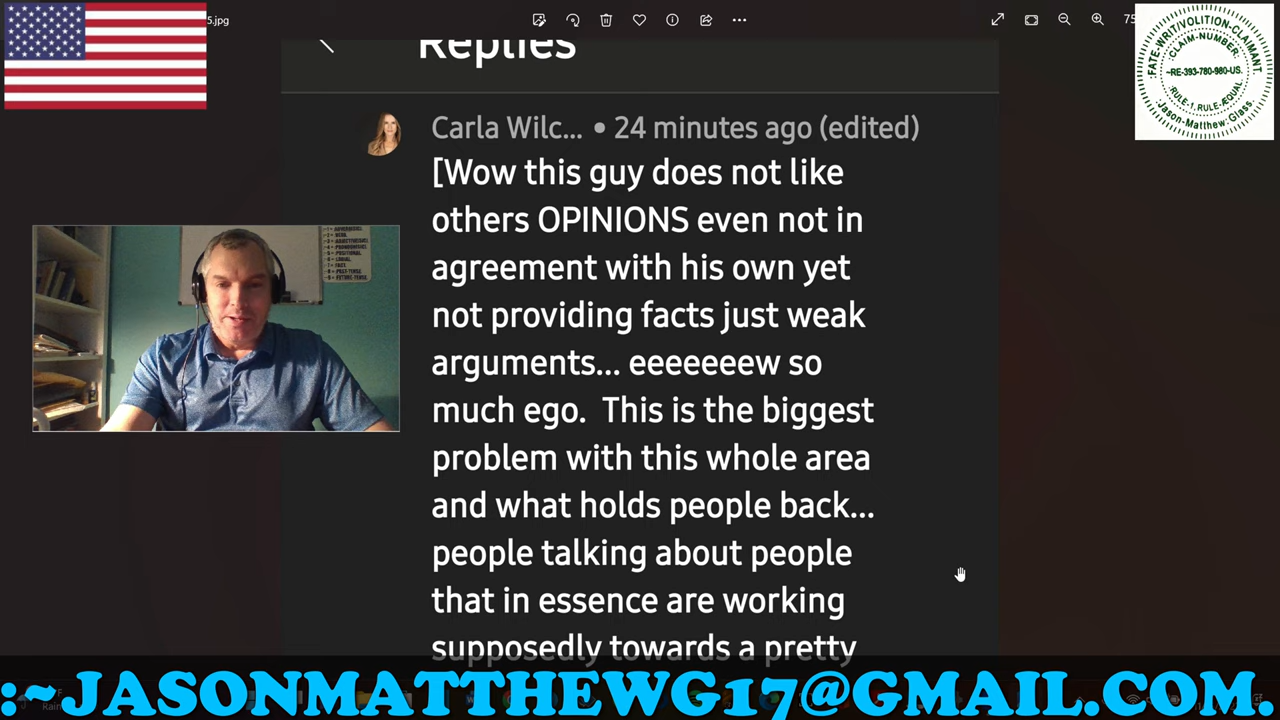 5.jpg
75
Replies
Carla Wilc... • 24 minutes ago (edited)
[Wow this guy does not like
others OPINIONS even not in
agreement with his own yet
not providing facts just weak
arguments... eeeeeeew so
much ego. This is the biggest
problem with this whole area
and what holds people back...
people talking about people
that in essence are working
supposedly towards a pretty
:FATE-WRIT/VOLITION-CLAIMANT.
:CLAIM-NUMBER:
~RE-393-780-980-US.
:RULE-1, RULE-ÆQUAL.
:Jason-Matthew: Glass.
:~ JASONMATTHEWG17@GMAIL.COM.